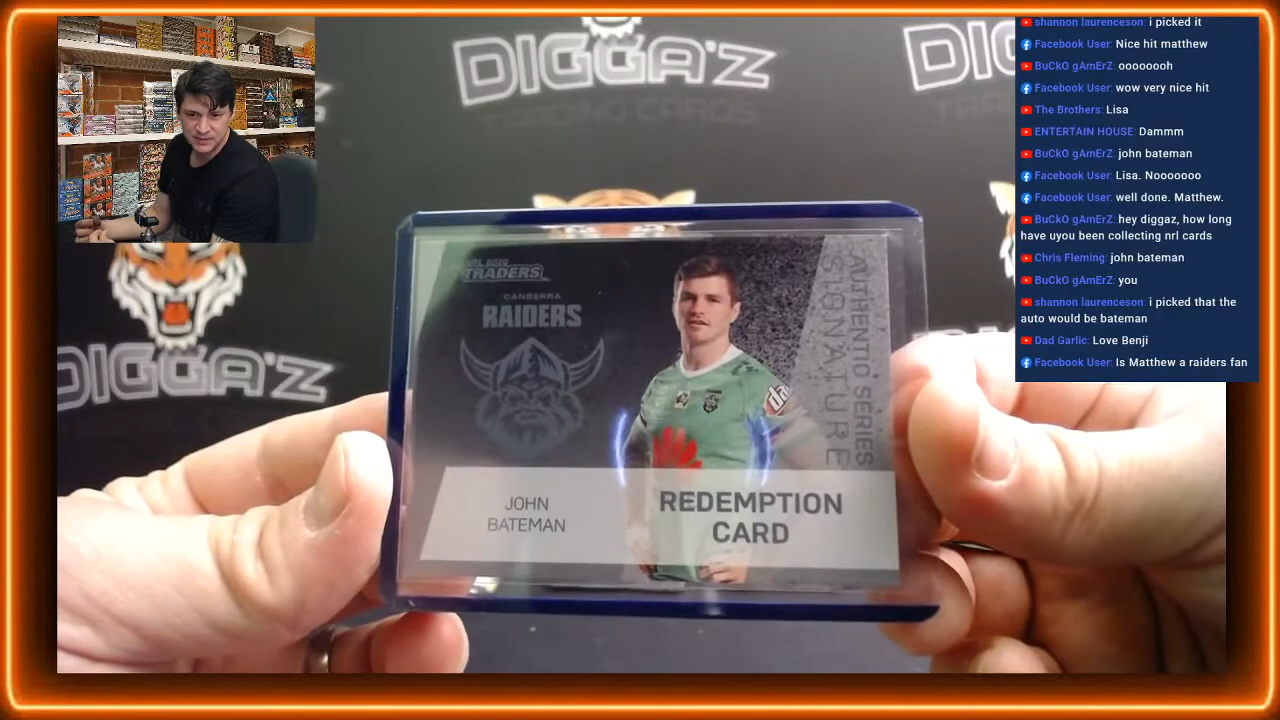 DIGGA'Z
TRADING CARDS
DIG
DIGGA'Z
NRL 2020
TRADERS
CANBERRA
RAIDERS
AUTHENTIC SERIES
SIGNATURE
JOHN
BATEMAN
REDEMPTION
CARD
shannon laurenceson: i picked it
Facebook User: Nice hit matthew
BuCkO gAmErZ: oooooooh
Facebook User: wow very nice hit
The Brothers: Lisa
ENTERTAIN HOUSE: Dammm
BuCkO gAmErZ: john bateman
Facebook User: Lisa. Nooooooo
Facebook User: well done. Matthew.
BuCkO gAmErZ: hey diggaz, how long
have uyou been collecting nrl cards
Chris Fleming: john bateman
BuCkO gAmErZ: you
shannon laurenceson: i picked that the
auto would be bateman
Dad Garlic: Love Benji
Facebook User: Is Matthew a raiders fan